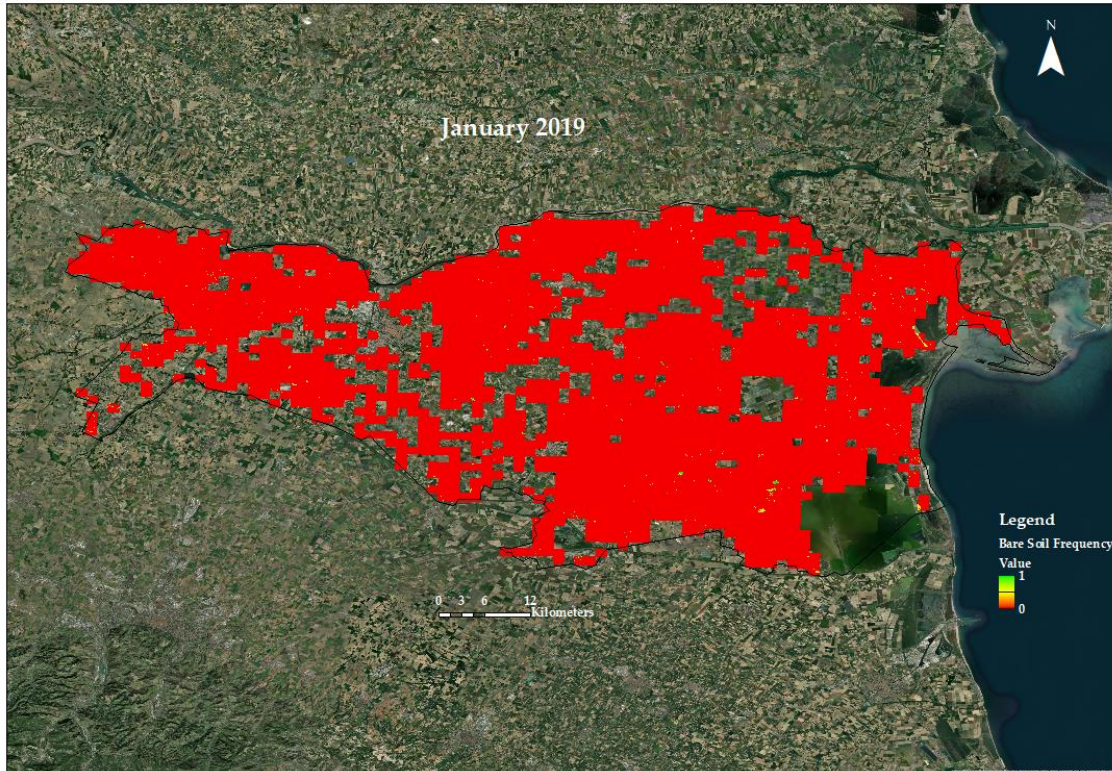 N
January 2019
Legend
Bare Soil Frequency
Value
1
0
0 3 6 12
Kilometers